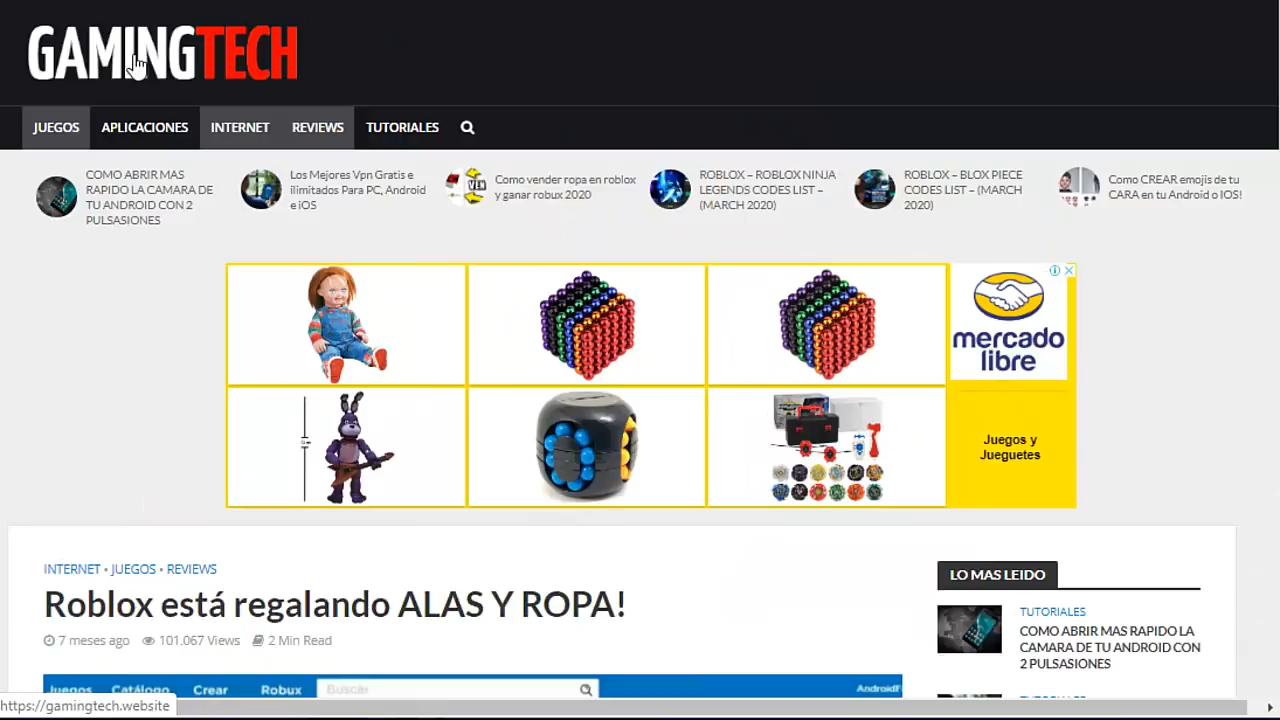 GAMINGTECH
JUEGOS APLICACIONES INTERNET REVIEWS TUTORIALES
COMO ABRIR MAS
RAPIDO LA CAMARA DE
TU ANDROID CON 2
PULSASIONES
Los Mejores Vpn Gratis e
ilimitados Para PC, Android
e iOS
VEN
Como vender ropa en roblox
y ganar robux 2020
ROBLOX – ROBLOX NINJA
LEGENDS CODES LIST –
(MARCH 2020)
ROBLOX – BLOX PIECE
CODES LIST – (MARCH
2020)
Como CREAR emojis de tu
CARA en tu Android o IOS!
mercado
libre
Juegos y
Jueguetes
INTERNET • JUEGOS • REVIEWS
Roblox está regalando ALAS Y ROPA!
7 meses ago 101.067 Views 2 Min Read
Juegos Catálogo Crear Robux Buscar
LO MAS LEIDO
TUTORIALES
COMO ABRIR MAS RAPIDO LA
CAMARA DE TU ANDROID CON
2 PULSASIONES
https://gamingtech.website